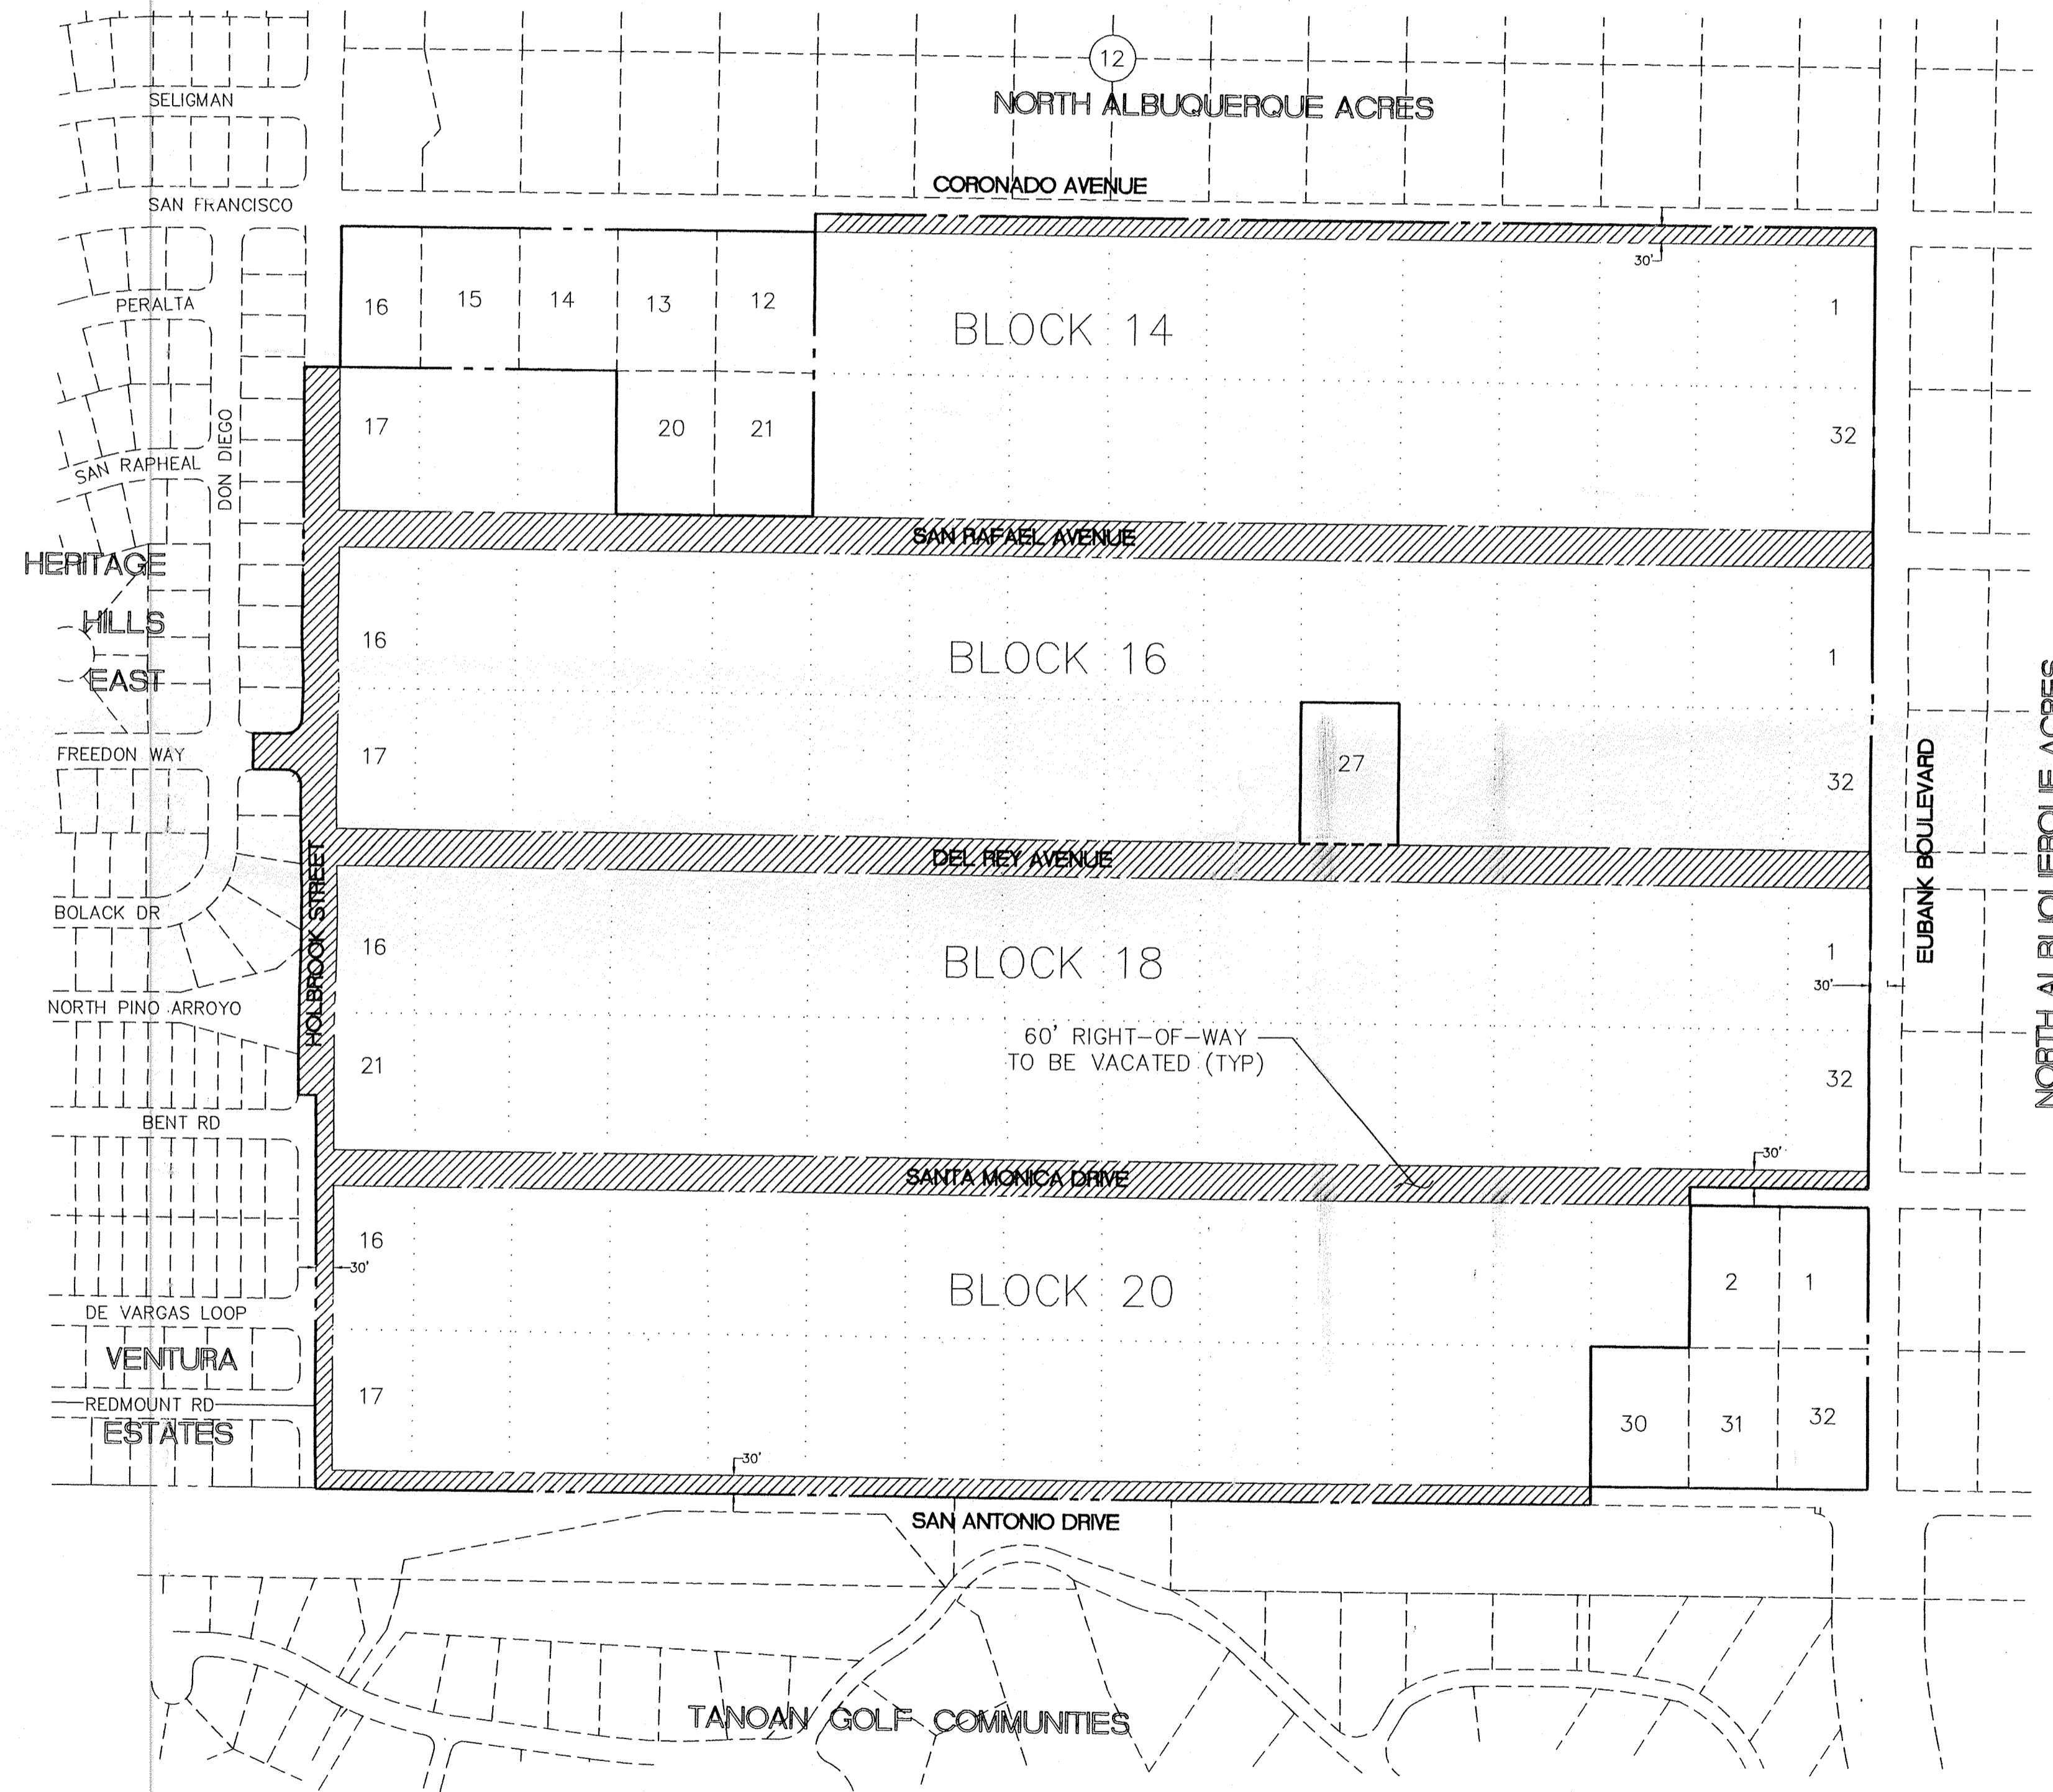 12
NORTH ALBUQUERQUE ACRES
SELIGMAN
CORONADO AVENUE
SAN FRANCISCO
30'
PERALTA
16
15
14
13
12
BLOCK 14
1
17
20
21
32
DON DIEGO
SAN RAPHEAL
SAN RAFAEL AVENUE
HERITAGE
HILLS
EAST
16
BLOCK 16
1
NORTH ALBUQUERQUE ACRES
FREEDON WAY
17
27
32
EUBANK BOULEVARD
DEL REY AVENUE
HOLBROOK STREET
BOLACK DR
16
BLOCK 18
1
30'
NORTH PINO ARROYO
60' RIGHT-OF-WAY
TO BE VACATED (TYP)
21
32
BENT RD
30'
SANTA MONICA DRIVE
16
30'
BLOCK 20
2
1
DE VARGAS LOOP
VENTURA
REDMOUNT RD
ESTATES
17
30
31
32
30'
SAN ANTONIO DRIVE
TANOAN GOLF COMMUNITIES